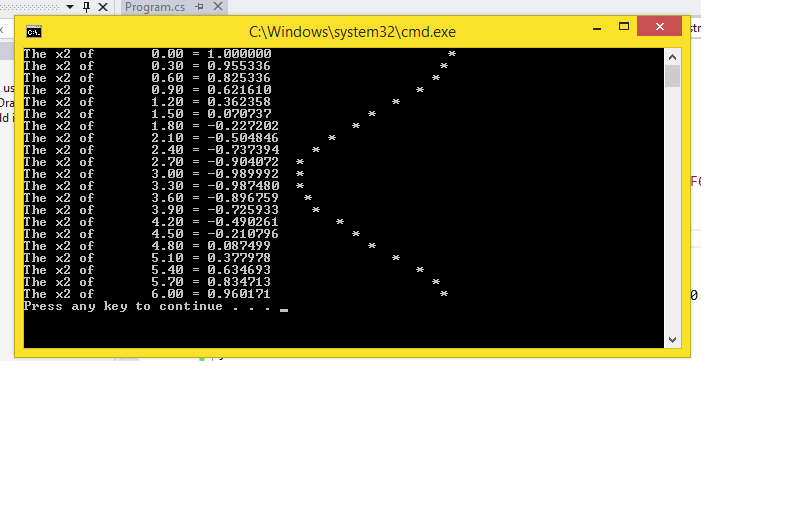 Program.cs
C:\Windows\system32\cmd.exe
The x2 of 0.00 = 1.000000 *
The x2 of 0.30 = 0.955336 *
The x2 of 0.60 = 0.825336 *
The x2 of 0.90 = 0.621610 *
The x2 of 1.20 = 0.362358 *
The x2 of 1.50 = 0.070737 *
The x2 of 1.80 = -0.227202 *
The x2 of 2.10 = -0.504846 *
The x2 of 2.40 = -0.737394 *
The x2 of 2.70 = -0.904072 *
The x2 of 3.00 = -0.989992 *
The x2 of 3.30 = -0.987480 *
The x2 of 3.60 = -0.896759 *
The x2 of 3.90 = -0.725933 *
The x2 of 4.20 = -0.490261 *
The x2 of 4.50 = -0.210796 *
The x2 of 4.80 = 0.087499 *
The x2 of 5.10 = 0.377978 *
The x2 of 5.40 = 0.634693 *
The x2 of 5.70 = 0.834713 *
The x2 of 6.00 = 0.960171 *
Press any key to continue . . . _